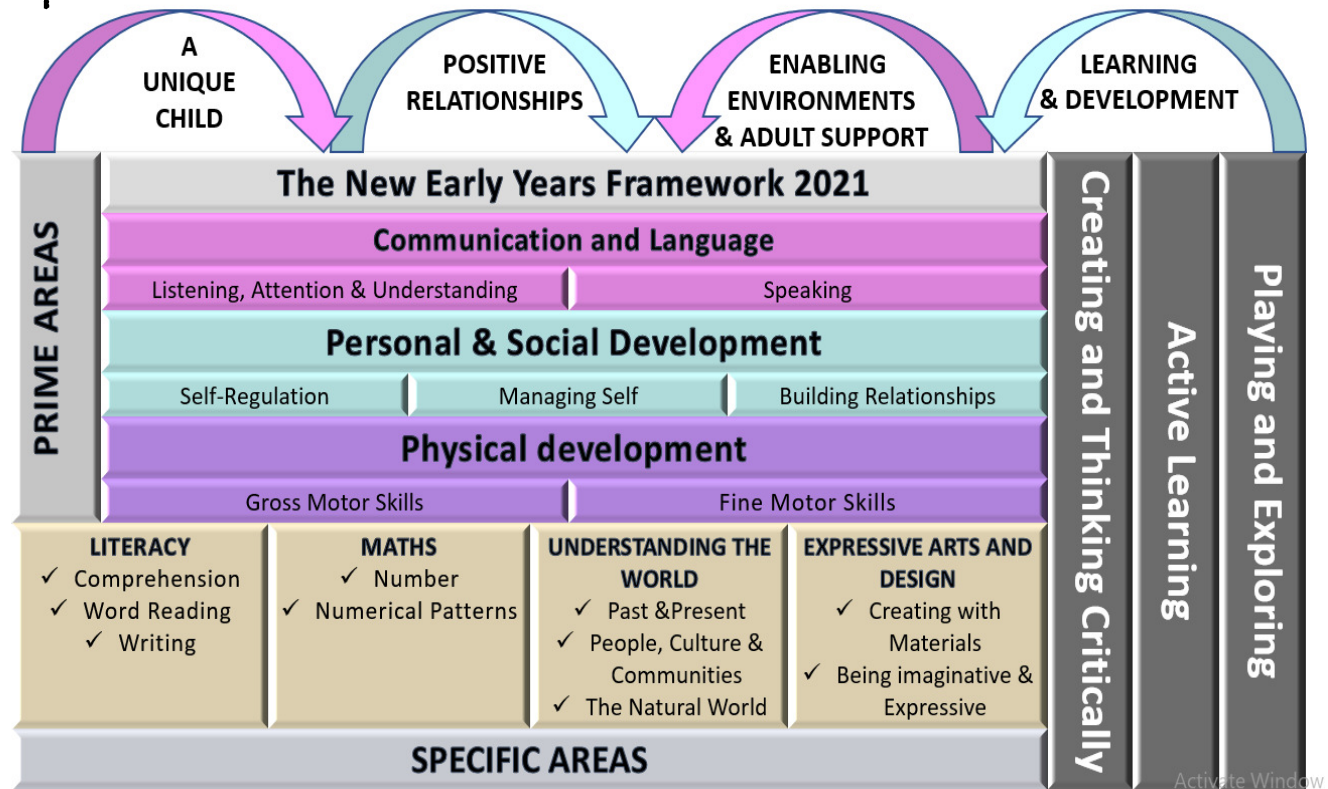 A
UNIQUE
CHILD
POSITIVE
RELATIONSHIPS
ENABLING
ENVIRONMENTS
& ADULT SUPPORT
LEARNING
& DEVELOPMENT
PRIME AREAS
The New Early Years Framework 2021
Communication and Language
Listening, Attention & Understanding
Speaking
Personal & Social Development
Self-Regulation
Managing Self
Building Relationships
Physical development
Gross Motor Skills
Fine Motor Skills
LITERACY
✓ Comprehension
✓ Word Reading
✓ Writing
MATHS
✓ Number
✓ Numerical Patterns
UNDERSTANDING THE
WORLD
✓ Past &Present
✓ People, Culture &
Communities
✓ The Natural World
EXPRESSIVE ARTS AND
DESIGN
✓ Creating with
Materials
✓ Being imaginative &
Expressive
SPECIFIC AREAS
Creating and Thinking Critically
Active Learning
Playing and Exploring
Activate Window